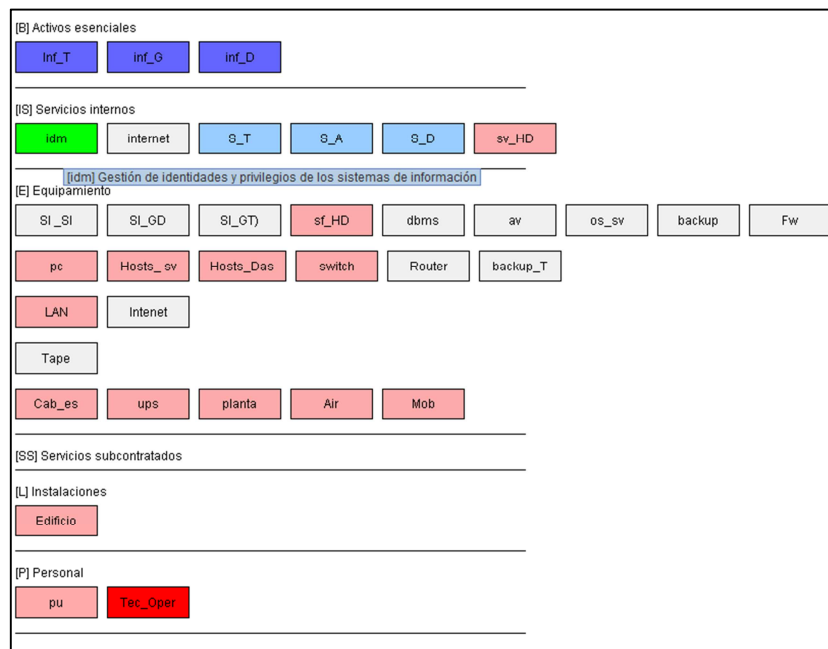 [B] Activos esenciales
Inf_T inf_G inf_D
[IS] Servicios internos
idm internet S_T S_A S_D sv_HD
[idm] Gestión de identidades y privilegios de los sistemas de información
[E] Equipamiento
SI _SI SI_GD SI_GT) sf_HD dbms av os_sv backup Fw
pc Hosts_ sv Hosts_Das switch Router backup_T
LAN Intenet
Tape
Cab_es ups planta Air Mob
[SS] Servicios subcontratados
[L] Instalaciones
Edificio
[P] Personal
pu Tec_Oper